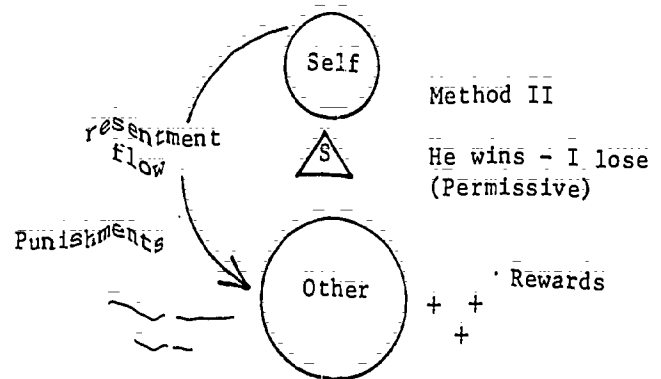 Self
Method II
resentment
flow
S
He wins - I lose
(Permissive)
Punishments
Other
Rewards
+ +
+